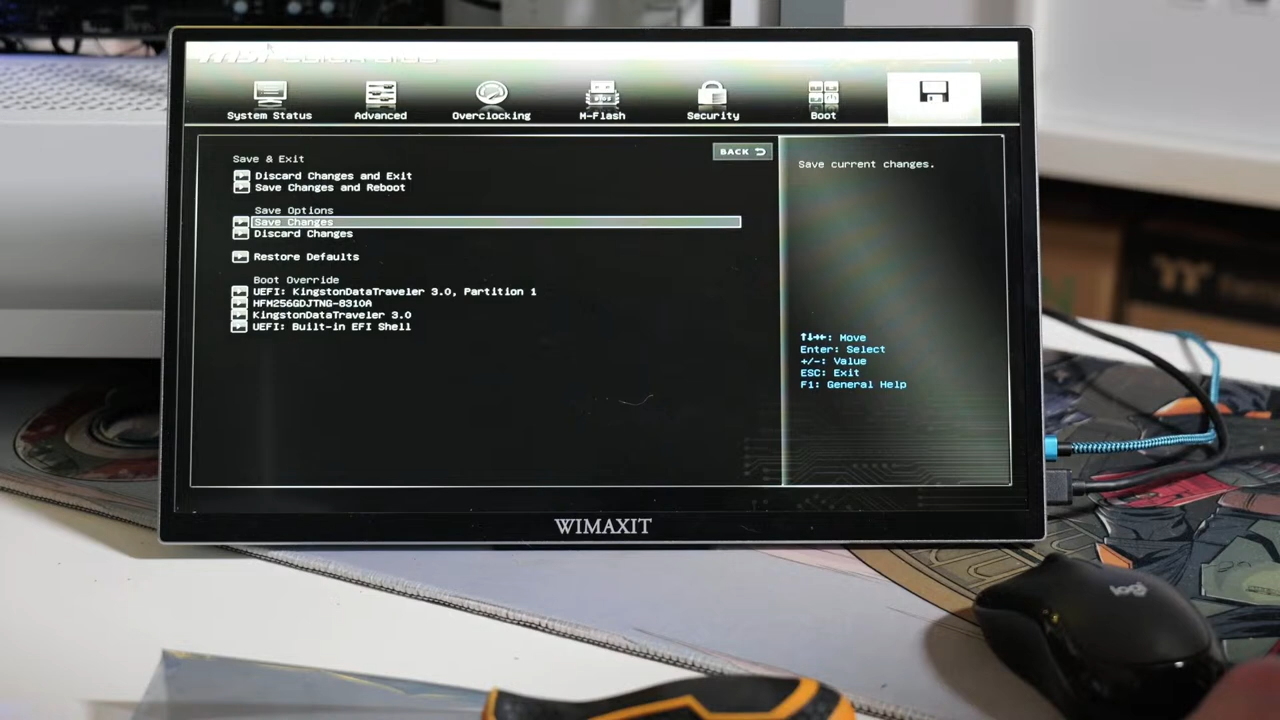 msi
System Status
Advanced
Overclocking
M-Flash
Security
Boot
BACK
Save & Exit
Discard Changes and Exit
Save Changes and Reboot
Save Options
Save Changes
Discard Changes
Restore Defaults
Boot Override
UEFI: KingstonDataTraveler 3.0, Partition 1
HFM256GDJTNG-8310A
KingstonDataTraveler 3.0
UEFI: Built-in EFI Shell
Save current changes.
↑↓→←: Move
Enter: Select
+/-: Value
ESC: Exit
F1: General Help
WIMAXIT
logi